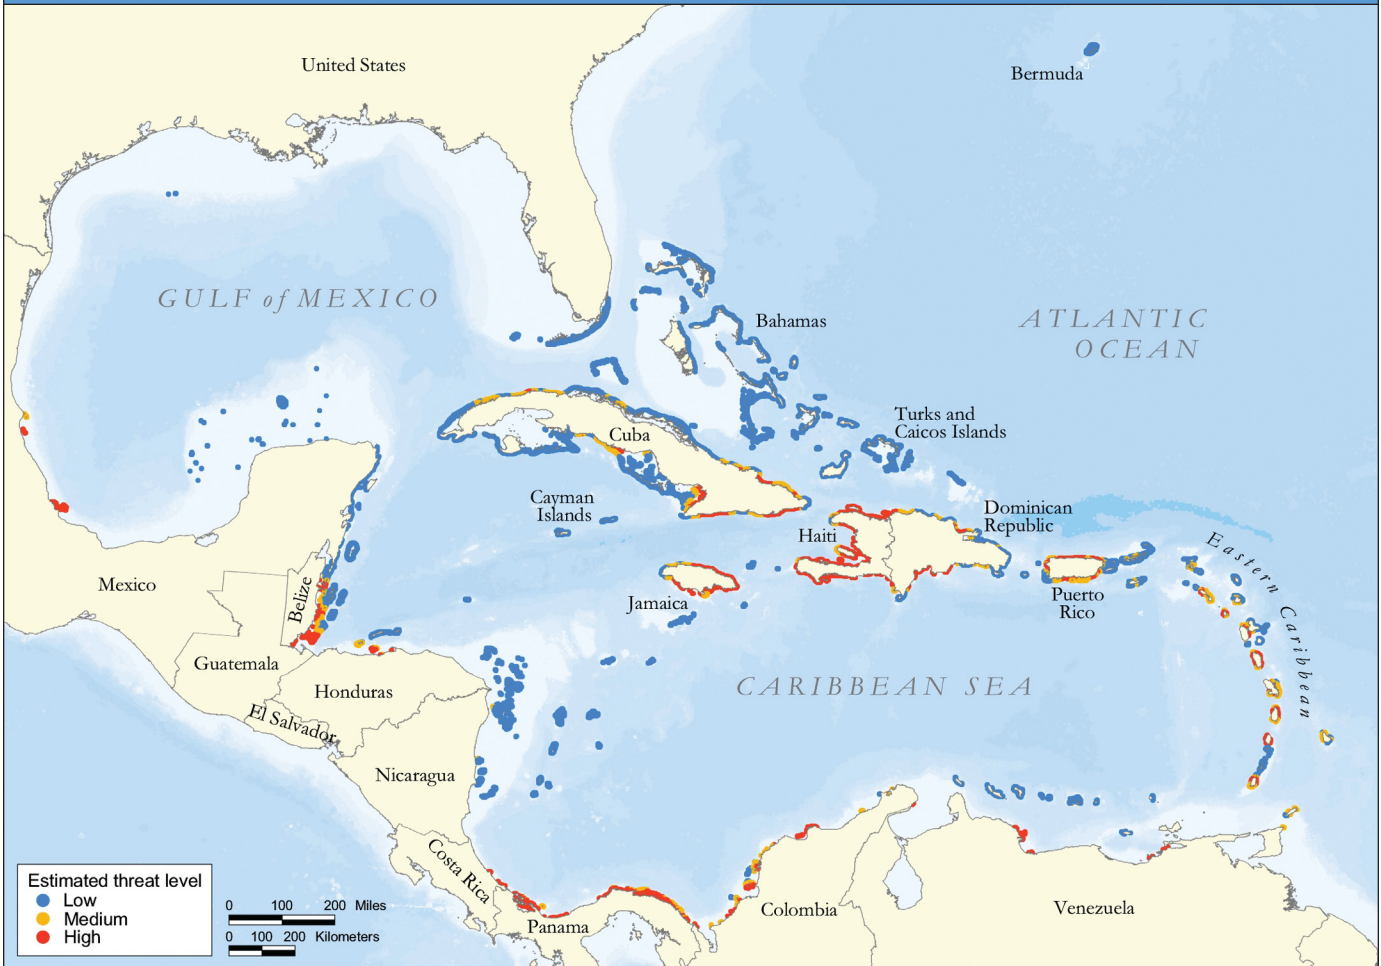 United States
Bermuda
GULF of MEXICO
Bahamas
ATLANTIC
OCEAN
Turks and
Caicos Islands
Cuba
Cayman
Islands
Dominican
Republic
Haiti
Eastern Caribbean
Mexico
Belize
Jamaica
Puerto
Rico
Guatemala
Honduras
CARIBBEAN SEA
El Salvador
Nicaragua
Costa Rica
Panama
Colombia
Venezuela
Estimated threat level
Low
Medium
High
0 100 200 Miles
0 100 200 Kilometers